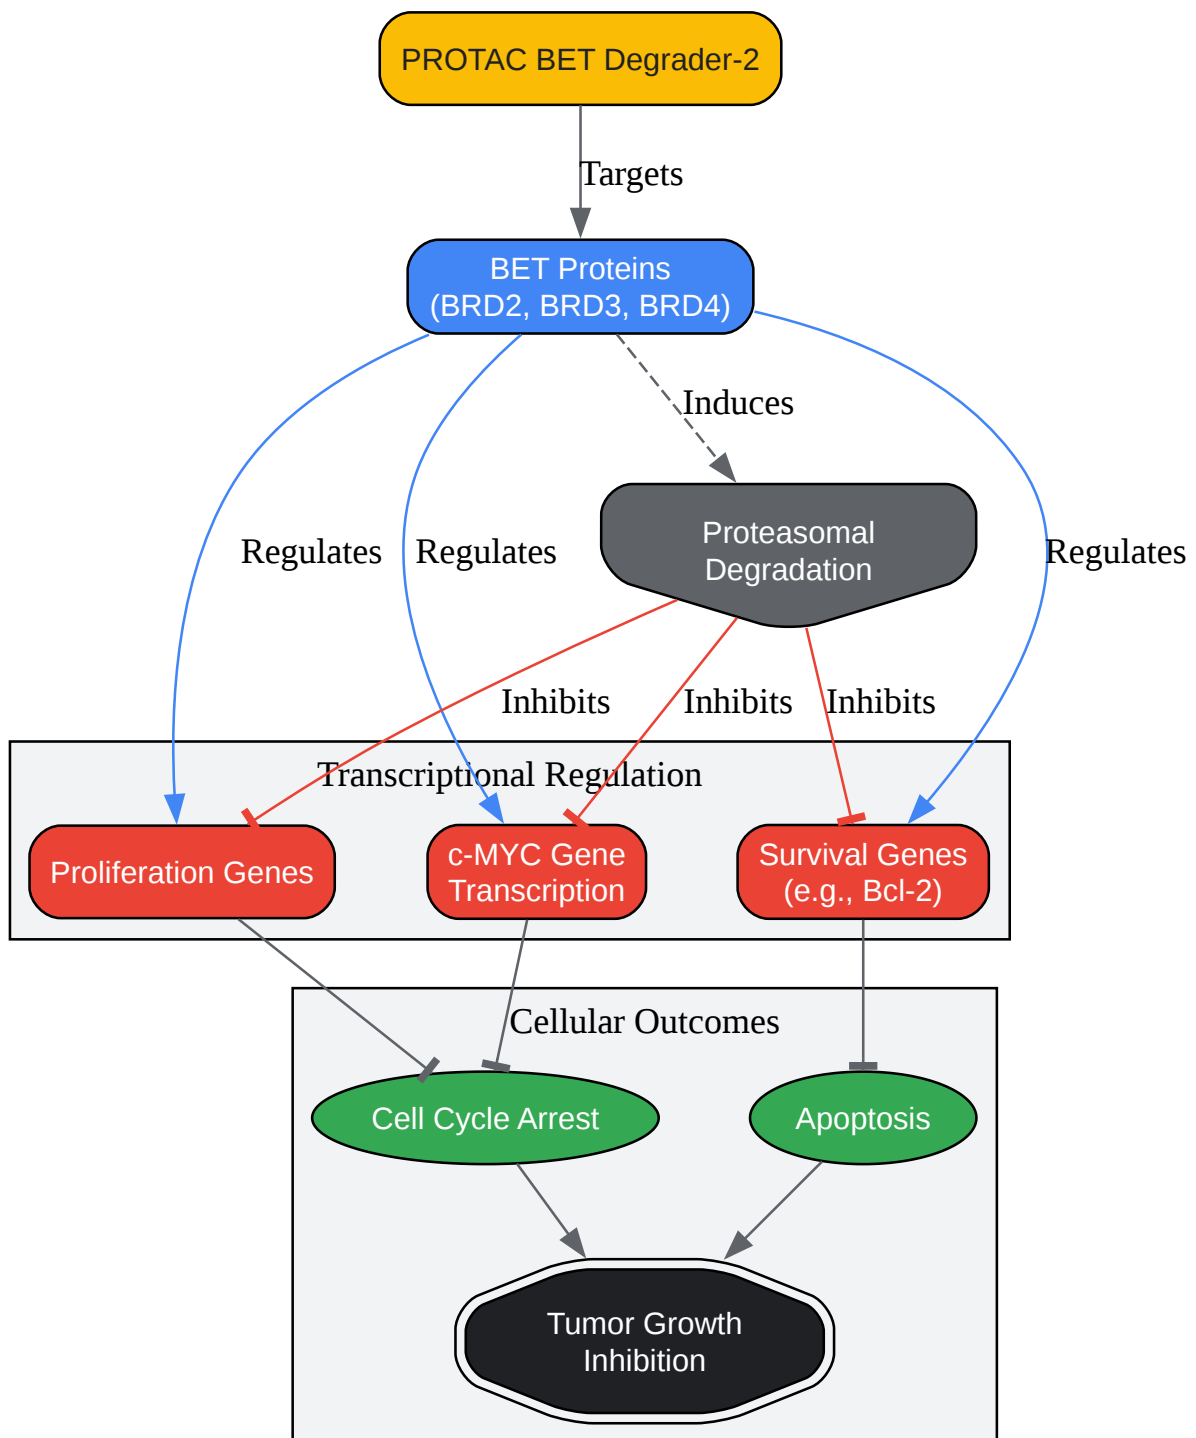 PROTAC BET Degrader-2
Targets
BET Proteins
(BRD2, BRD3, BRD4)
Induces
Proteasomal
Degradation
Regulates
Regulates
Regulates
Inhibits
Inhibits
Inhibits
Transcriptional Regulation
Proliferation Genes
c-MYC Gene
Transcription
Survival Genes
(e.g., Bcl-2)
Cellular Outcomes
Cell Cycle Arrest
Apoptosis
Tumor Growth
Inhibition